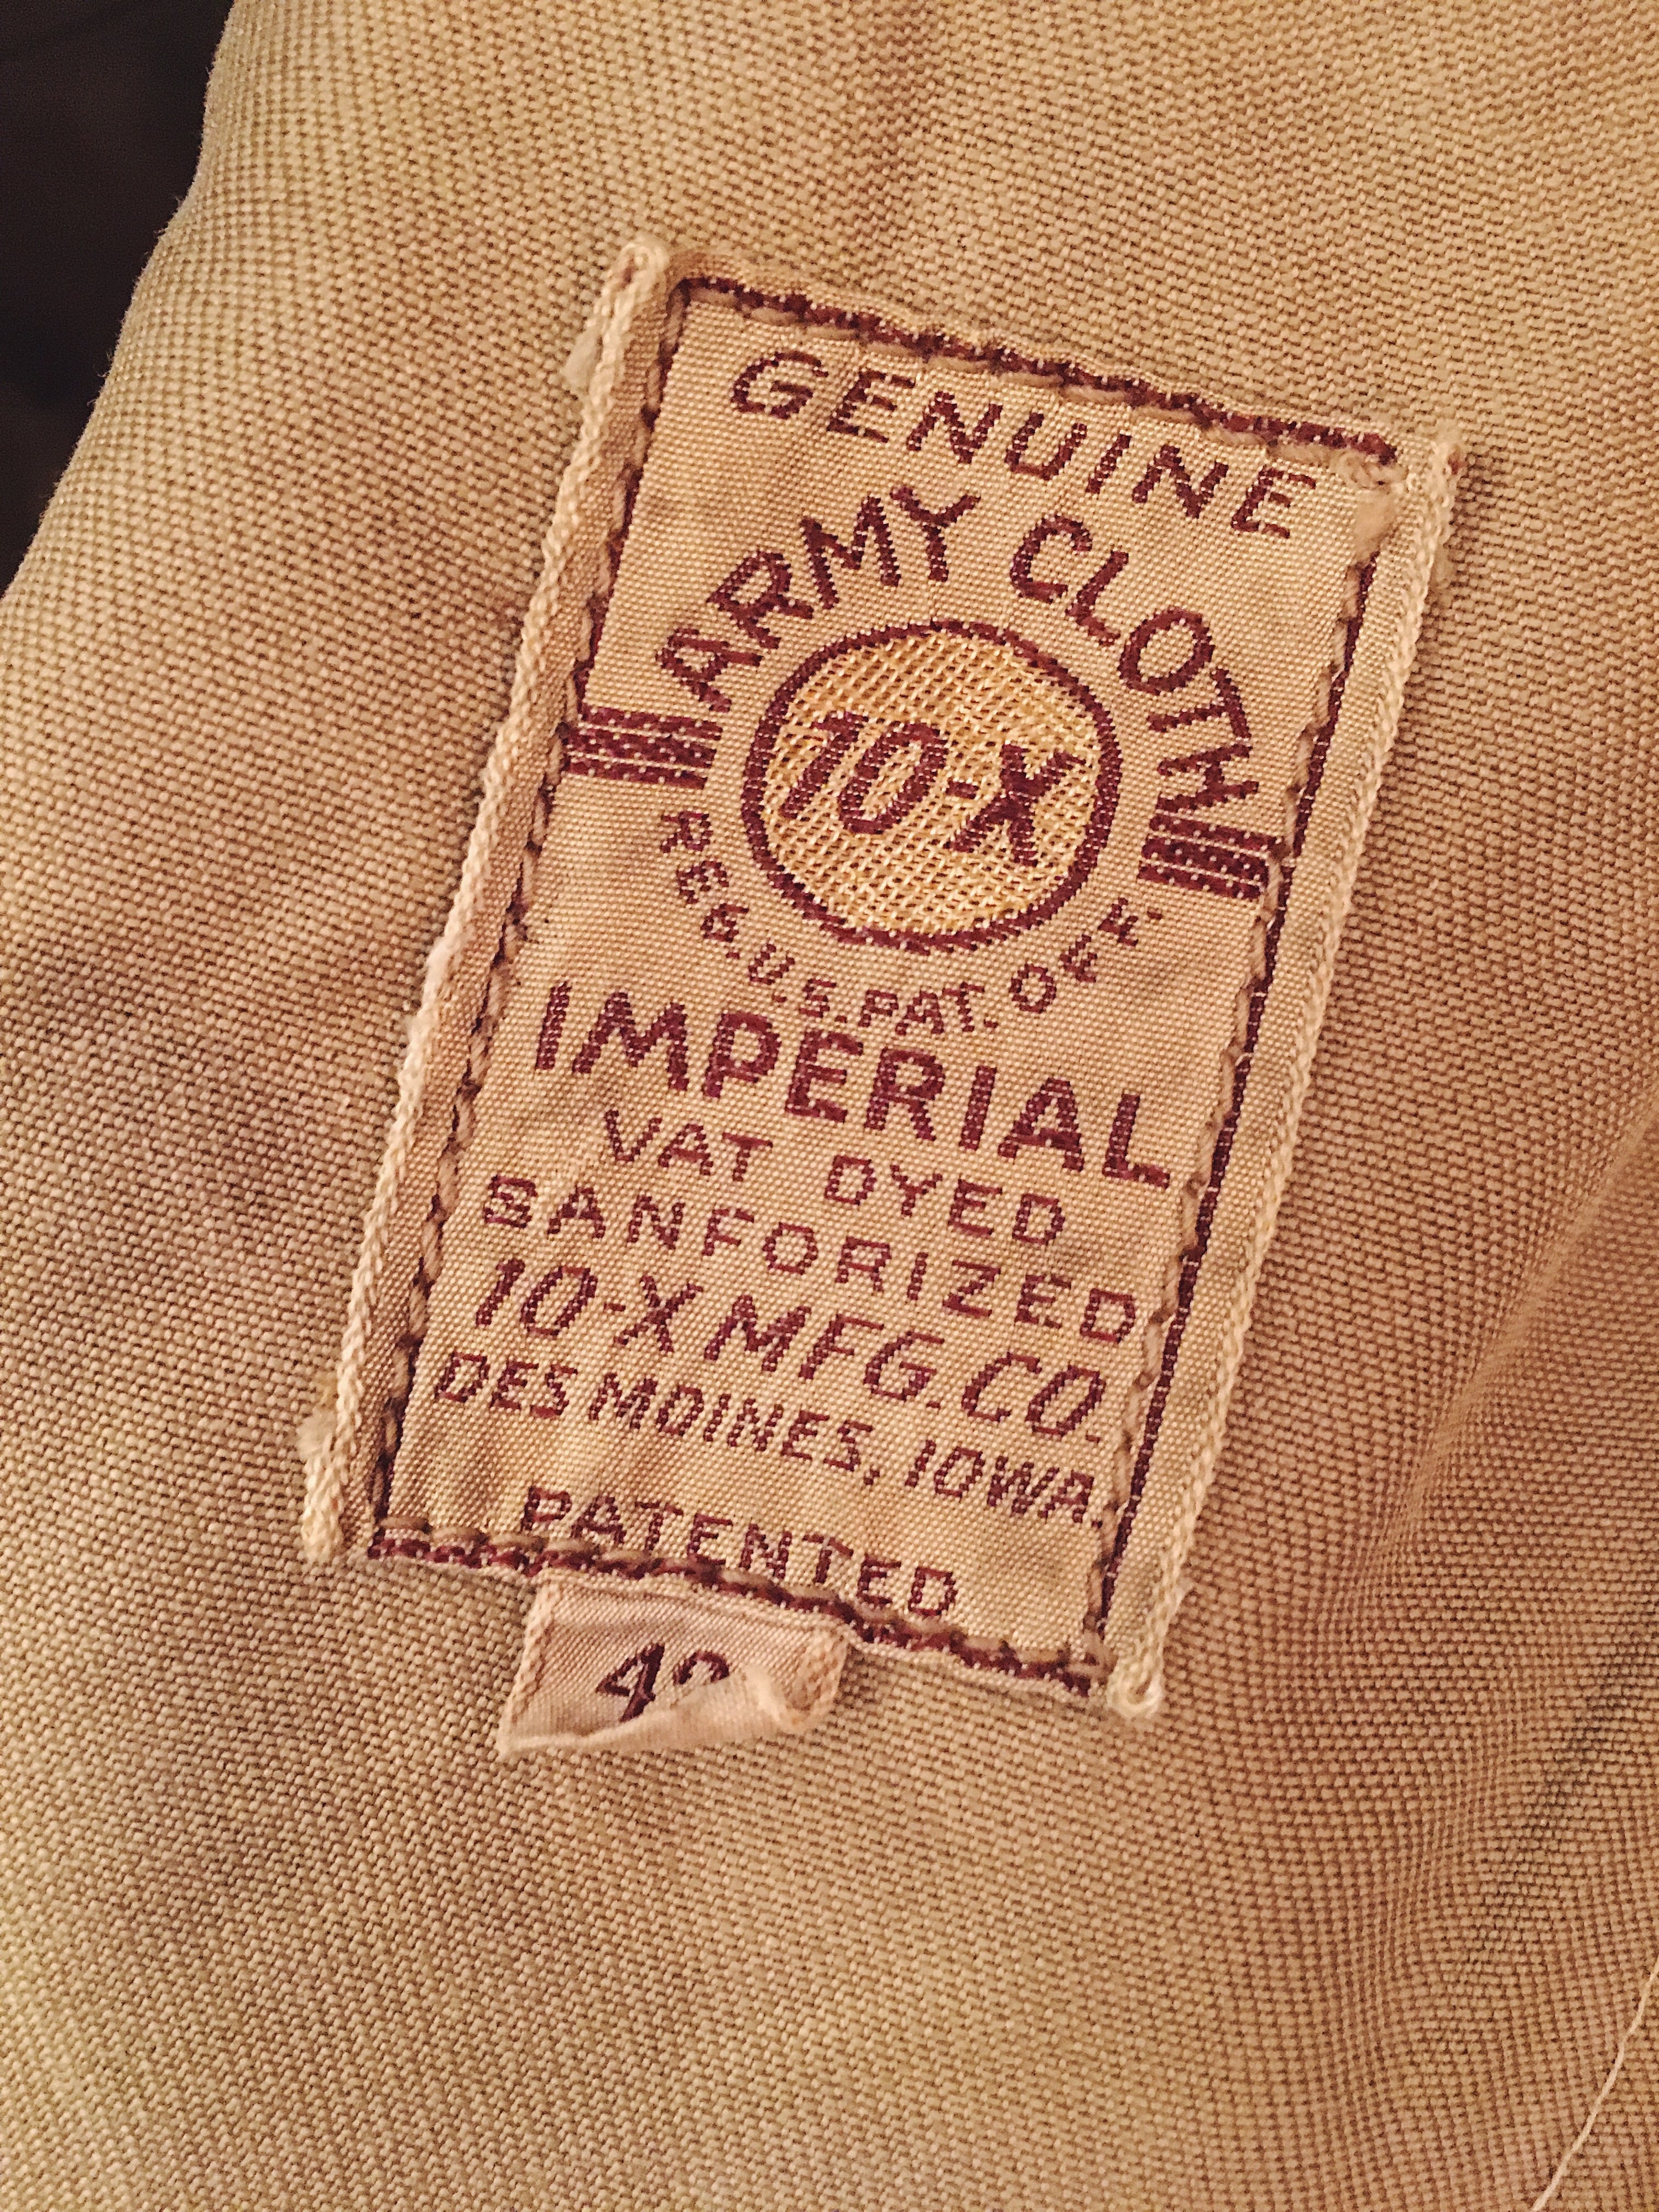 GENUINE
ARMY CLOTH
10-X
REG. U.S. PAT. OFF.
IMPERIAL
VAT DYED
SANFORIZED
10-X MFG. CO.
DES MOINES, IOWA.
PATENTED